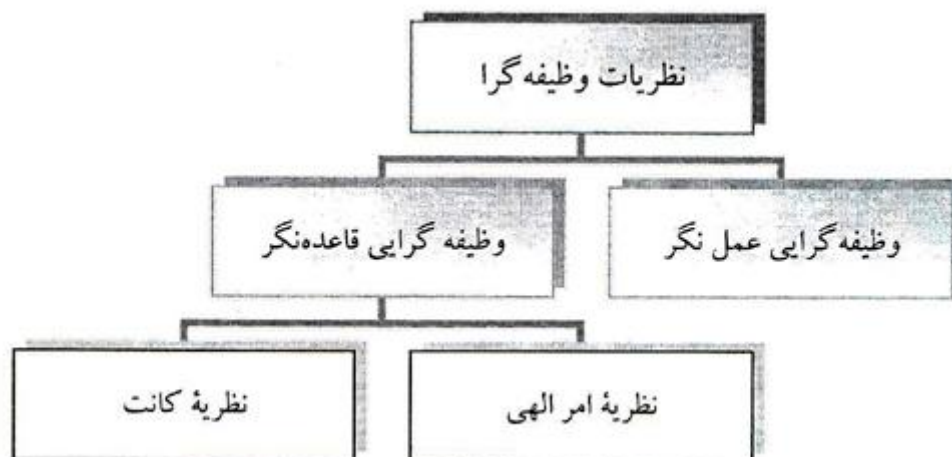 نظریات وظیفه‌گرا
وظیفه گرایی عمل نگر
وظیفه گرایی قاعده‌نگر
نظریهٔ امر الهی
نظریهٔ کانت